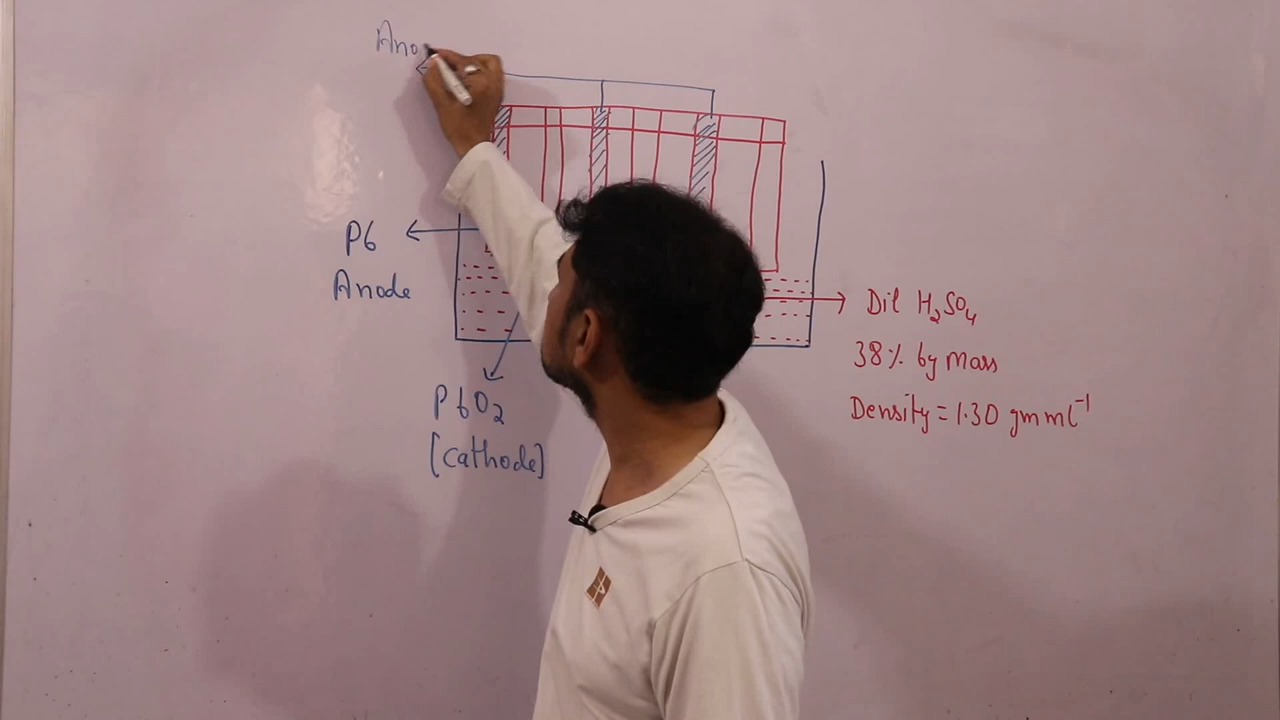 Ano
Pb
Anode
PbO₂
[Cathode]
Dil H₂SO₄
38% by mass
Density = 1.30 gm ml⁻¹